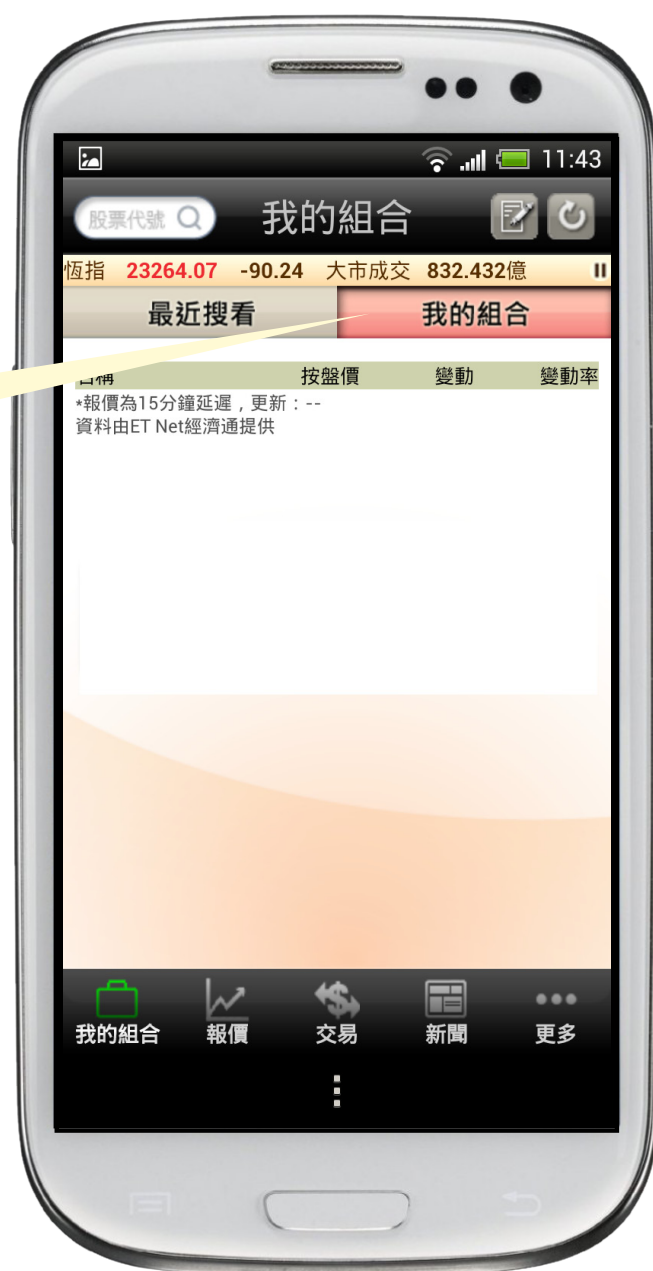 11:43
股票代號
我的組合
恆指 23264.07 -90.24 大市成交 832.432億
最近搜看 我的組合
名稱 按盤價 變動 變動率
*報價為15分鐘延遲，更新：--
資料由ET Net經濟通提供
我的組合 報價 交易 新聞 更多